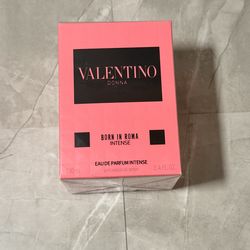 VALENTINO
DONNA
BORN IN ROMA
INTENSE
EAU DE PARFUM INTENSE